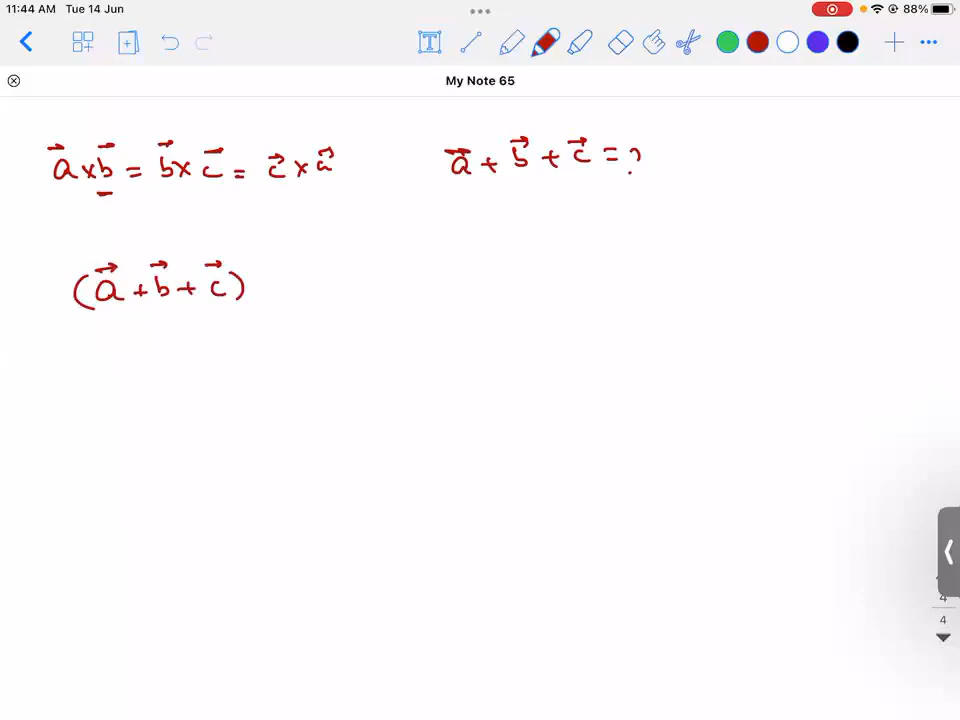 11:44 AM Tue 14 Jun
88%
My Note 65
a⃗ × b⃗ = b⃗ × c⃗ = c⃗ × a⃗
a⃗ + b⃗ + c⃗ = ?
(a⃗ + b⃗ + c⃗)
4
4